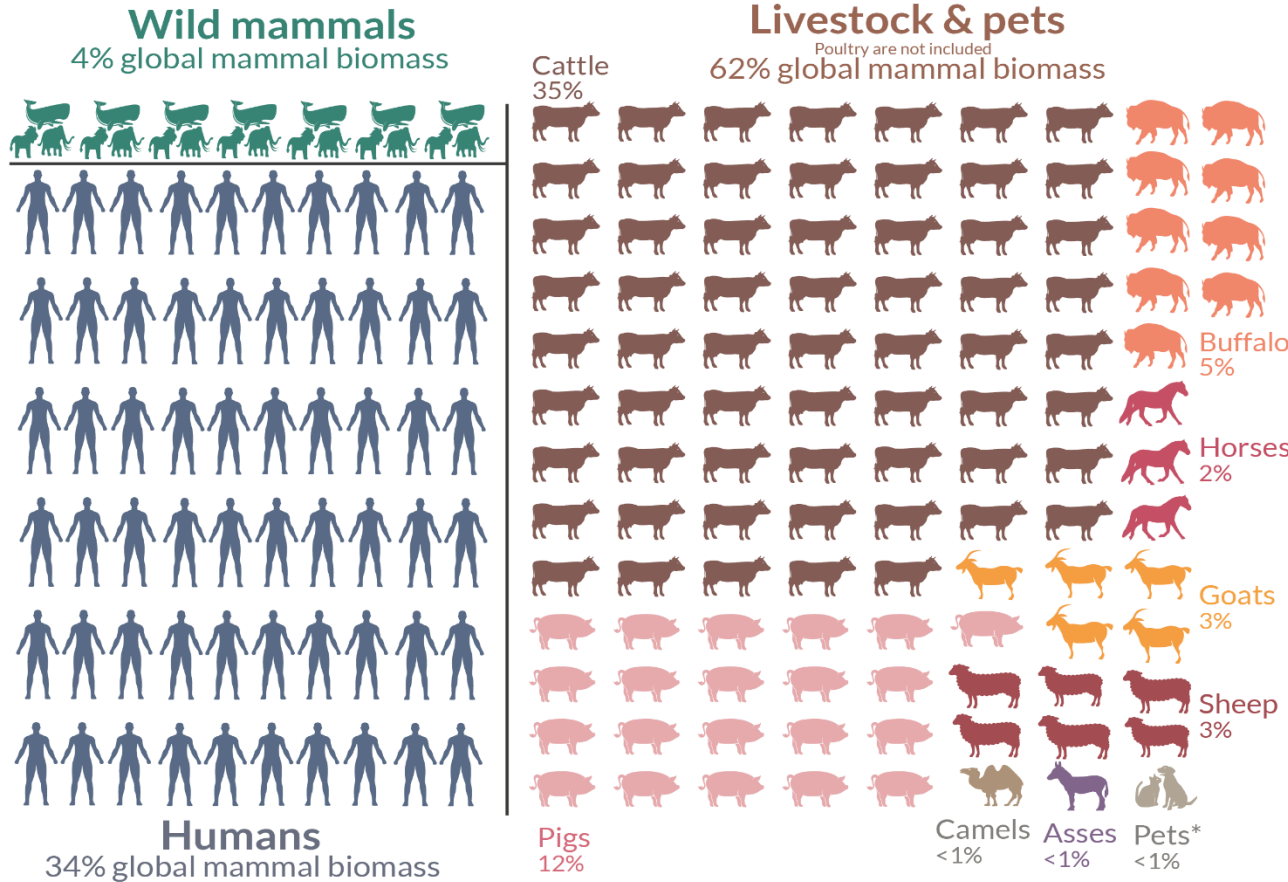 Wild mammals
4% global mammal biomass
Livestock & pets
Poultry are not included
62% global mammal biomass
Cattle
35%
Buffalo
5%
Horses
2%
Goats
3%
Sheep
3%
Pigs
12%
Camels
<1%
Asses
<1%
Pets*
<1%
Humans
34% global mammal biomass